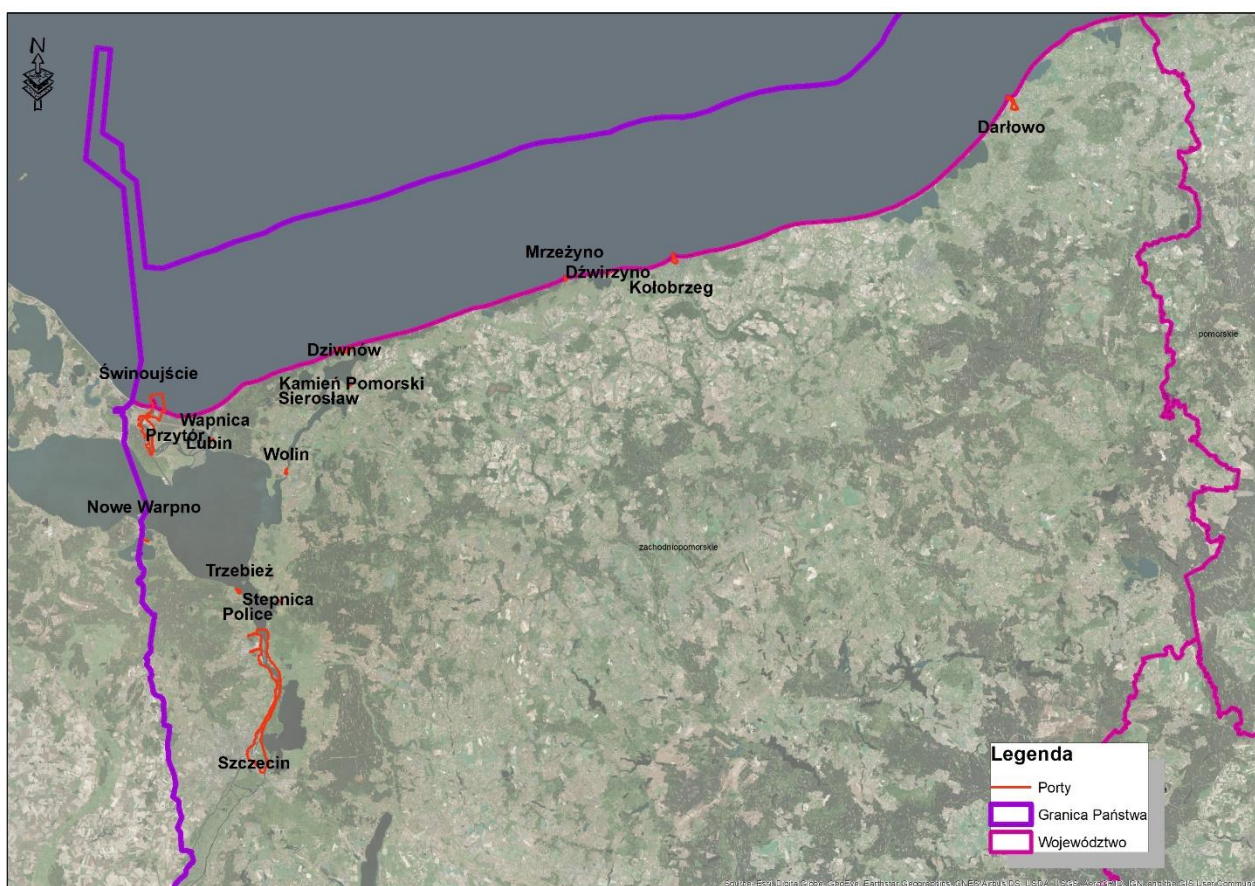 N
Darłowo
Mrzeżyno
Dźwirzyno
Kołobrzeg
pomorskie
Dziwnów
Świnoujście
Kamień Pomorski
Sierosław
Wapnica
Przytór
Lubin
Wolin
Nowe Warpno
zachodniopomorskie
Trzebież
Stepnica
Police
Szczecin
Legenda
Porty
Granica Państwa
Województwo